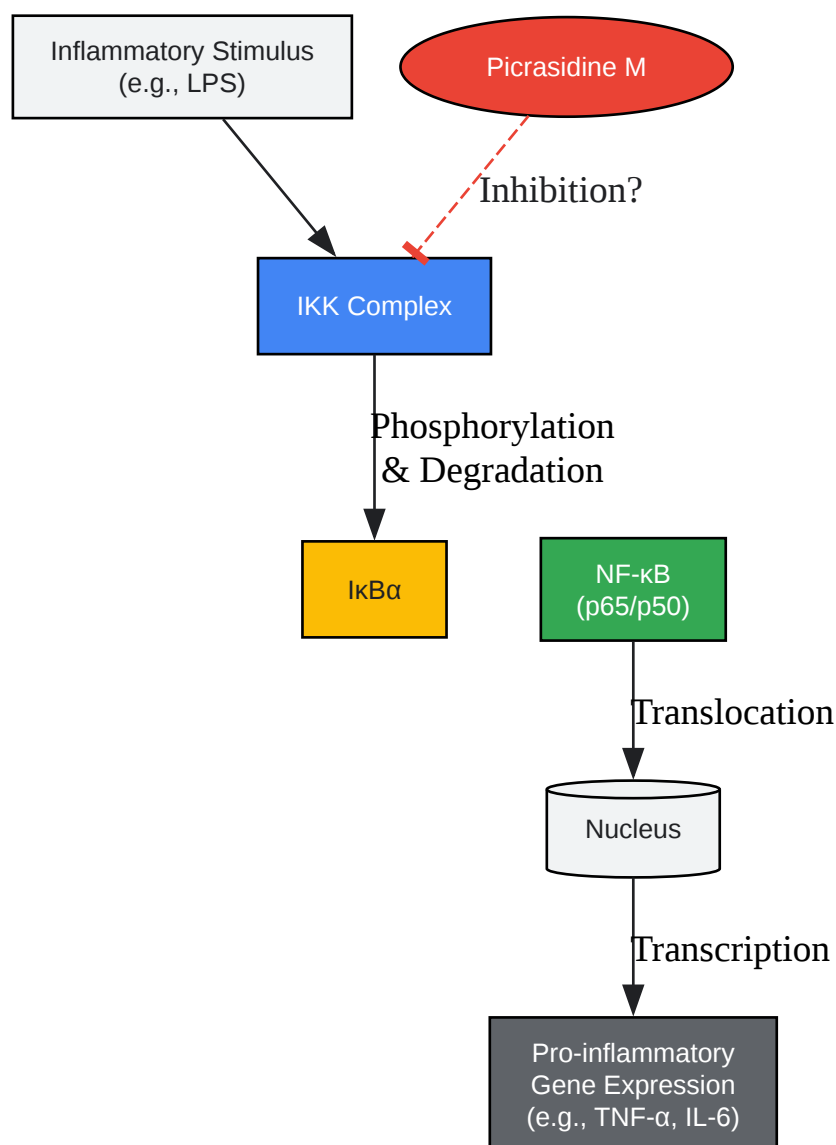 Inflammatory Stimulus
(e.g., LPS)
Picrasidine M
Inhibition?
IKK Complex
Phosphorylation
& Degradation
IκBα
NF-κB
(p65/p50)
Translocation
Nucleus
Transcription
Pro-inflammatory
Gene Expression
(e.g., TNF-α, IL-6)